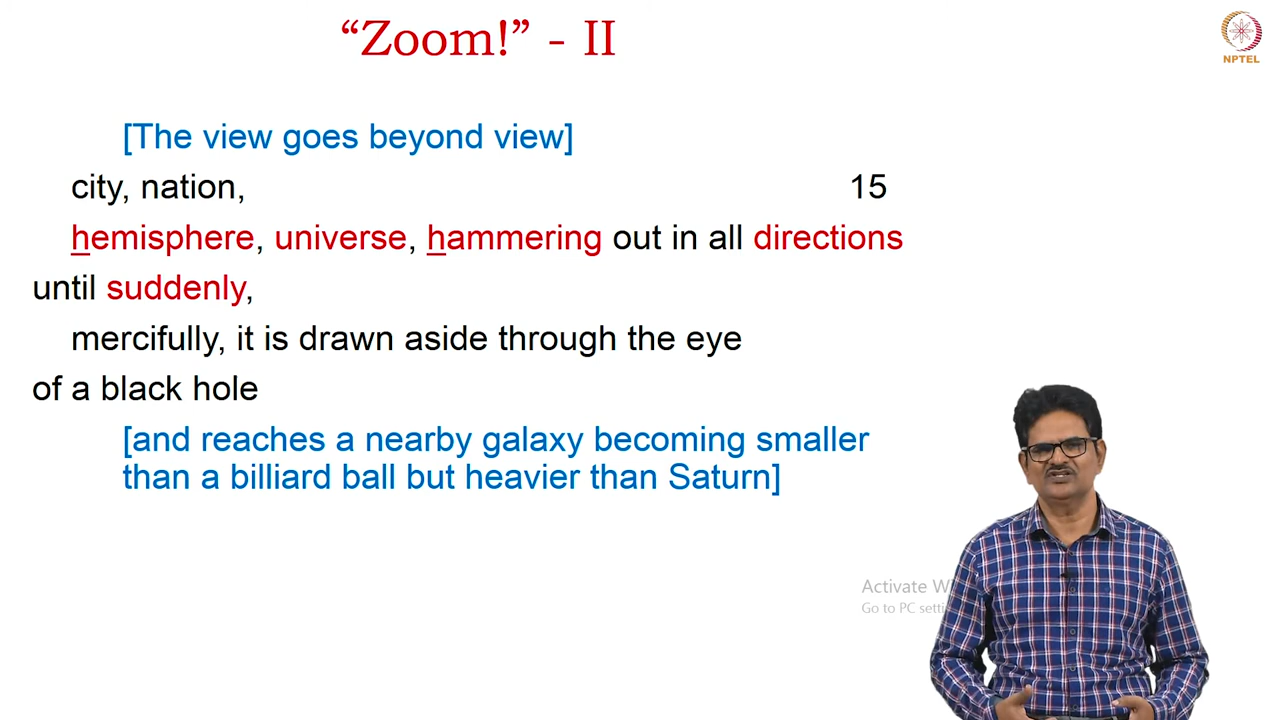 “Zoom!” - II
NPTEL
[The view goes beyond view]
city, nation, 15
hemisphere, universe, hammering out in all directions
until suddenly,
mercifully, it is drawn aside through the eye
of a black hole
[and reaches a nearby galaxy becoming smaller
than a billiard ball but heavier than Saturn]
Activate W
Go to PC setti